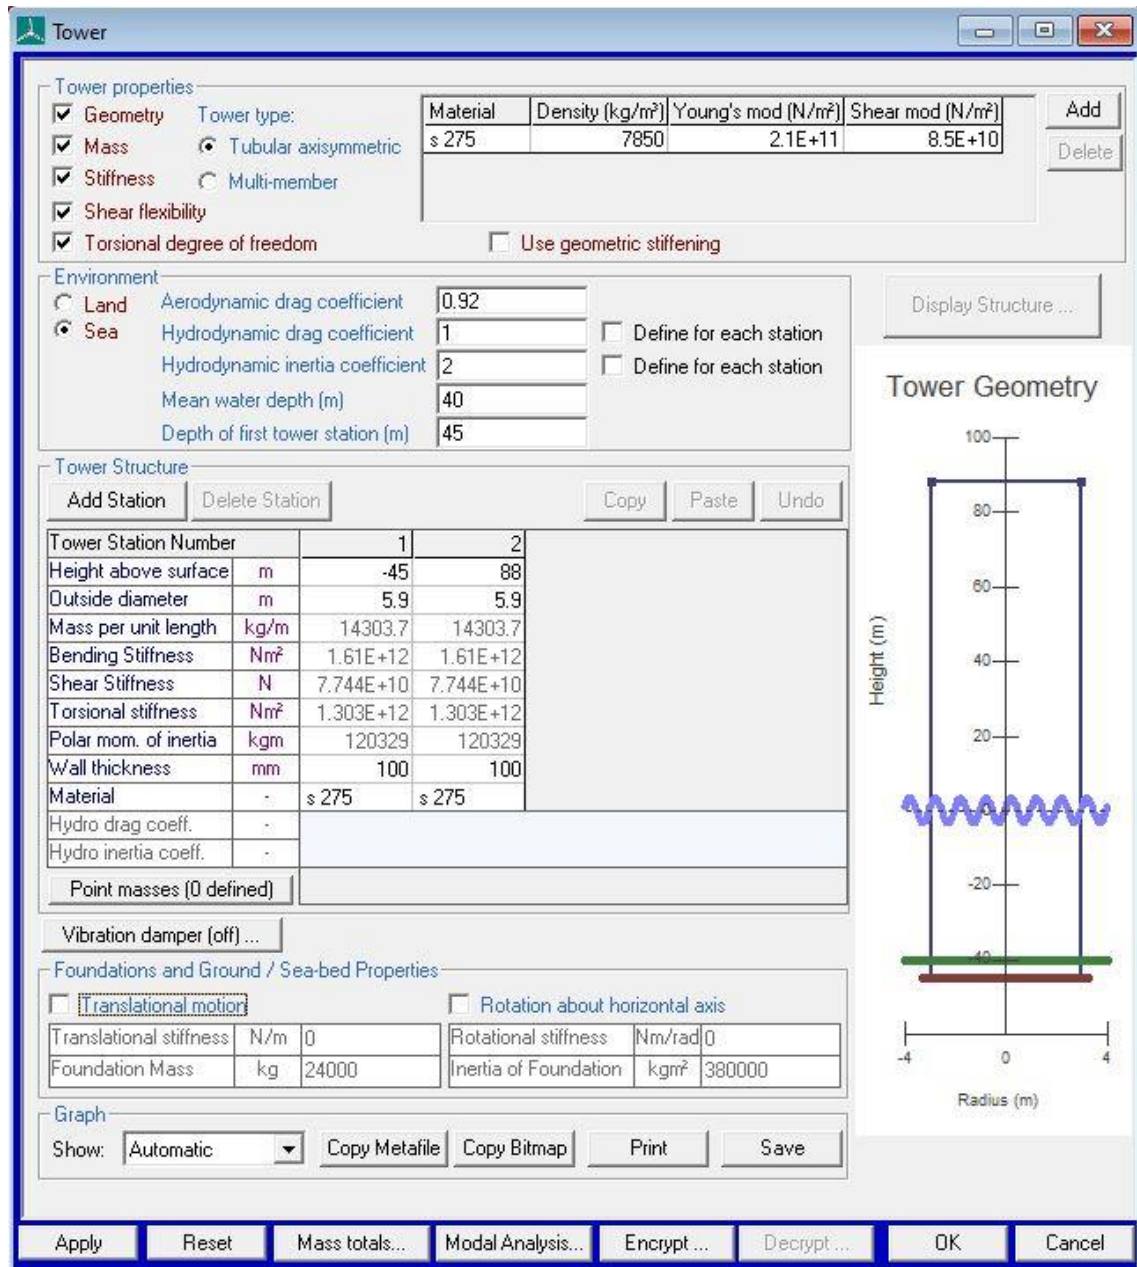 Tower
Tower properties
Geometry Tower type:
Mass Tubular axisymmetric
Stiffness Multi-member
Shear flexibility
Torsional degree of freedom Use geometric stiffening
Material Density (kg/m³) Young's mod (N/m²) Shear mod (N/m²)
s 275 7850 2.1E+11 8.5E+10
Add
Delete
Environment
Land Aerodynamic drag coefficient 0.92
Sea Hydrodynamic drag coefficient 1 Define for each station
Hydrodynamic inertia coefficient 2 Define for each station
Mean water depth (m) 40
Depth of first tower station (m) 45
Display Structure ...
Tower Structure
Add Station Delete Station Copy Paste Undo
Tower Station Number 1 2
Height above surface m -45 88
Outside diameter m 5.9 5.9
Mass per unit length kg/m 14303.7 14303.7
Bending Stiffness Nm² 1.61E+12 1.61E+12
Shear Stiffness N 7.744E+10 7.744E+10
Torsional stiffness Nm² 1.303E+12 1.303E+12
Polar mom. of inertia kgm 120329 120329
Wall thickness mm 100 100
Material - s 275 s 275
Hydro drag coeff. -
Hydro inertia coeff. -
Point masses (0 defined)
Vibration damper (off) ...
Foundations and Ground / Sea-bed Properties
Translational motion Rotation about horizontal axis
Translational stiffness N/m 0 Rotational stiffness Nm/rad 0
Foundation Mass kg 24000 Inertia of Foundation kgm² 380000
Graph
Show: Automatic Copy Metafile Copy Bitmap Print Save
Tower Geometry
100
80
60
40
20
0
-20
-40
Height (m)
-4 0 4
Radius (m)
Apply Reset Mass totals... Modal Analysis... Encrypt ... Decrypt ... OK Cancel